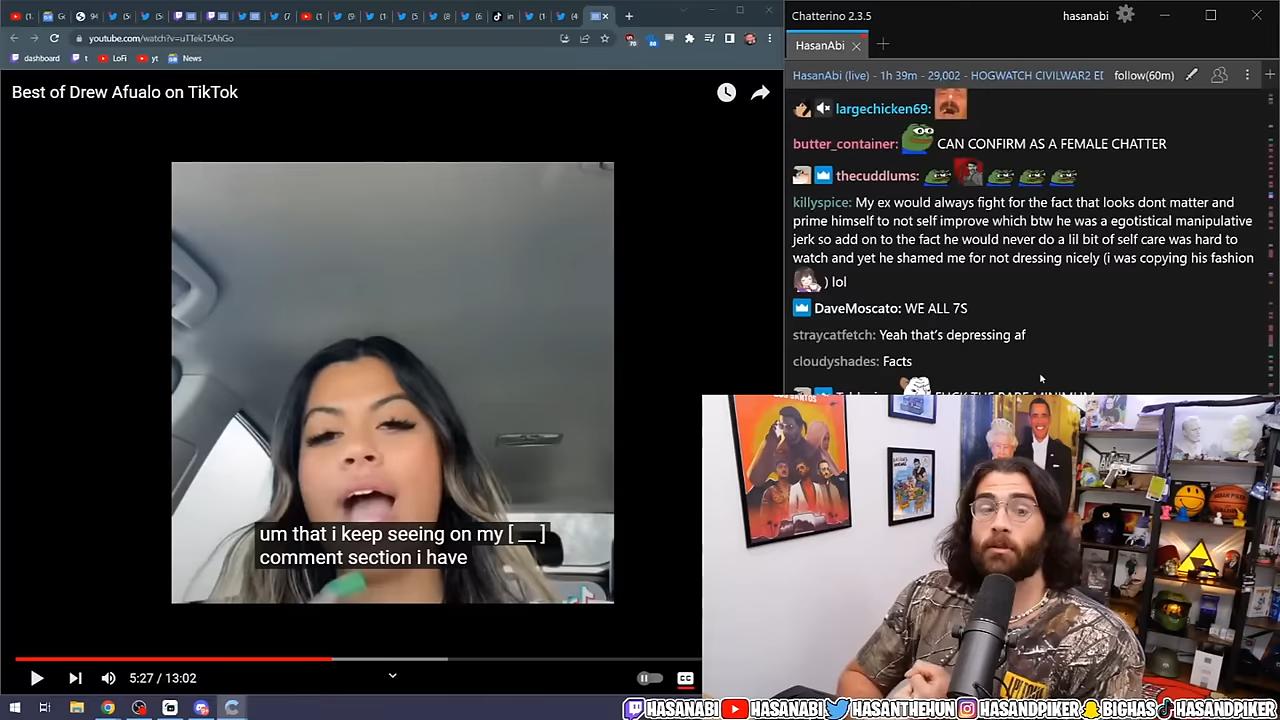 youtube.com/watch?v=uTTekT5AhGo
dashboard
t
LoFi
yt
News
Best of Drew Afualo on TikTok
um that i keep seeing on my [ __ ]
comment section i have
5:27 / 13:02
CC
Chatterino 2.3.5
hasanabi
HasanAbi
HasanAbi (live) - 1h 39m - 29,002 - HOGWATCH CIVILWAR2 EI
follow(60m)
largechicken69:
butter_container: CAN CONFIRM AS A FEMALE CHATTER
thecuddlums:
killyspice: My ex would always fight for the fact that looks dont matter and
prime himself to not self improve which btw he was a egotistical manipulative
jerk so add on to the fact he would never do a lil bit of self care was hard to
watch and yet he shamed me for not dressing nicely (i was copying his fashion
) lol
DaveMoscato: WE ALL 7S
straycatfetch: Yeah that's depressing af
cloudyshades: Facts
HASANABI HASANABI HASANTHEHUN HASANDPIKER BIGHAS HASANDPIKER